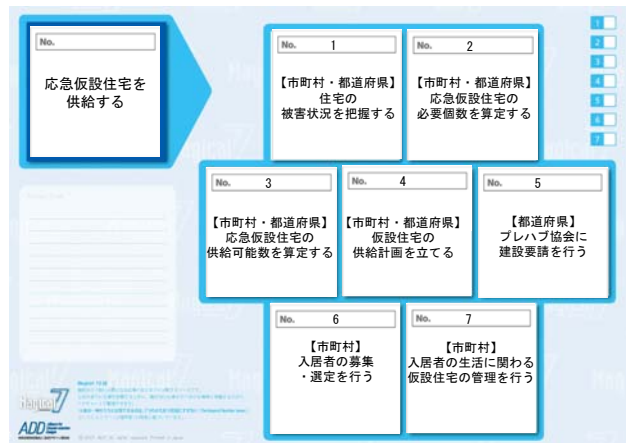 No.
応急仮設住宅を
供給する
No. 1
【市町村・都道府県】
住宅の
被害状況を把握する
No. 2
【市町村・都道府県】
応急仮設住宅の
必要個数を算定する
No. 3
【市町村・都道府県】
応急仮設住宅の
供給可能数を算定する
No. 4
【市町村・都道府県】
仮設住宅の
供給計画を立てる
No. 5
【都道府県】
プレハブ協会に
建設要請を行う
No. 6
【市町村】
入居者の募集
・選定を行う
No. 7
【市町村】
入居者の生活に関わる
仮設住宅の管理を行う
1
2
3
4
5
6
7
Magical 7
ADD